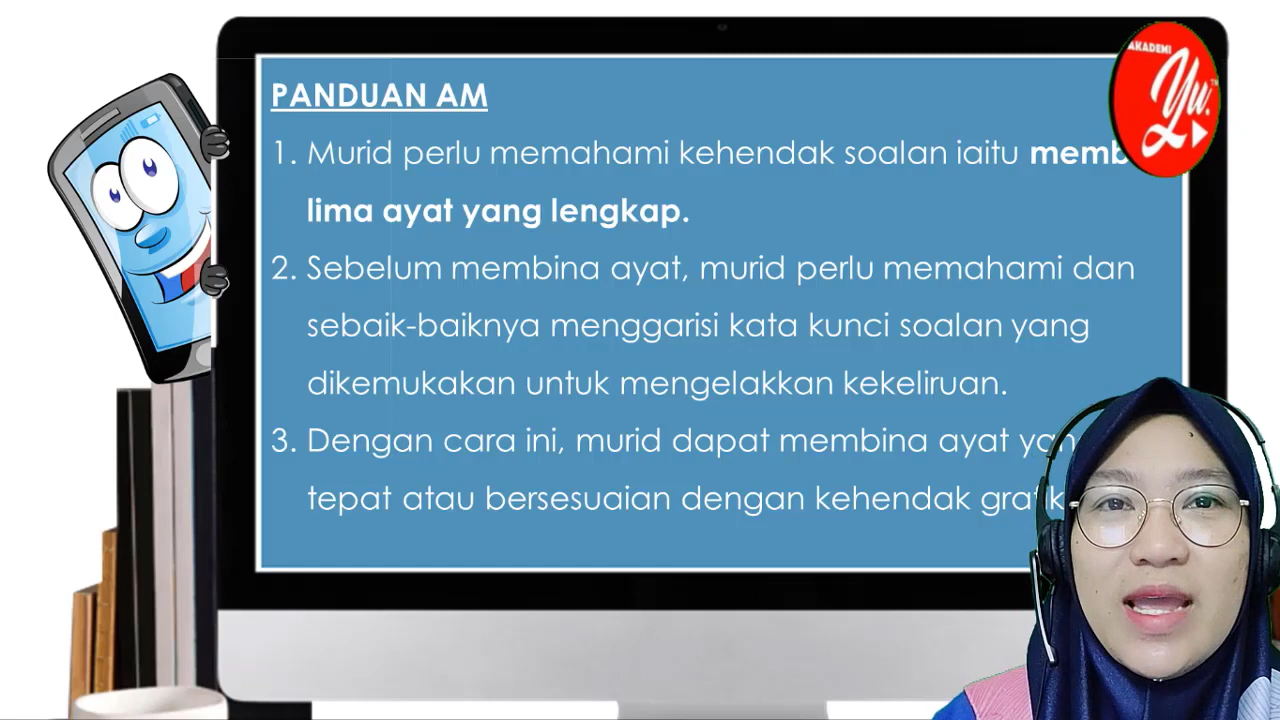 AKADEMI
Yu.
PANDUAN AM
1. Murid perlu memahami kehendak soalan iaitu
lima ayat yang lengkap.
2. Sebelum membina ayat, murid perlu memahami dan
sebaik-baiknya menggarisi kata kunci soalan yang
dikemukakan untuk mengelakkan kekeliruan.
3. Dengan cara ini, murid dapat membina ayat
tepat atau bersesuaian dengan kehendak